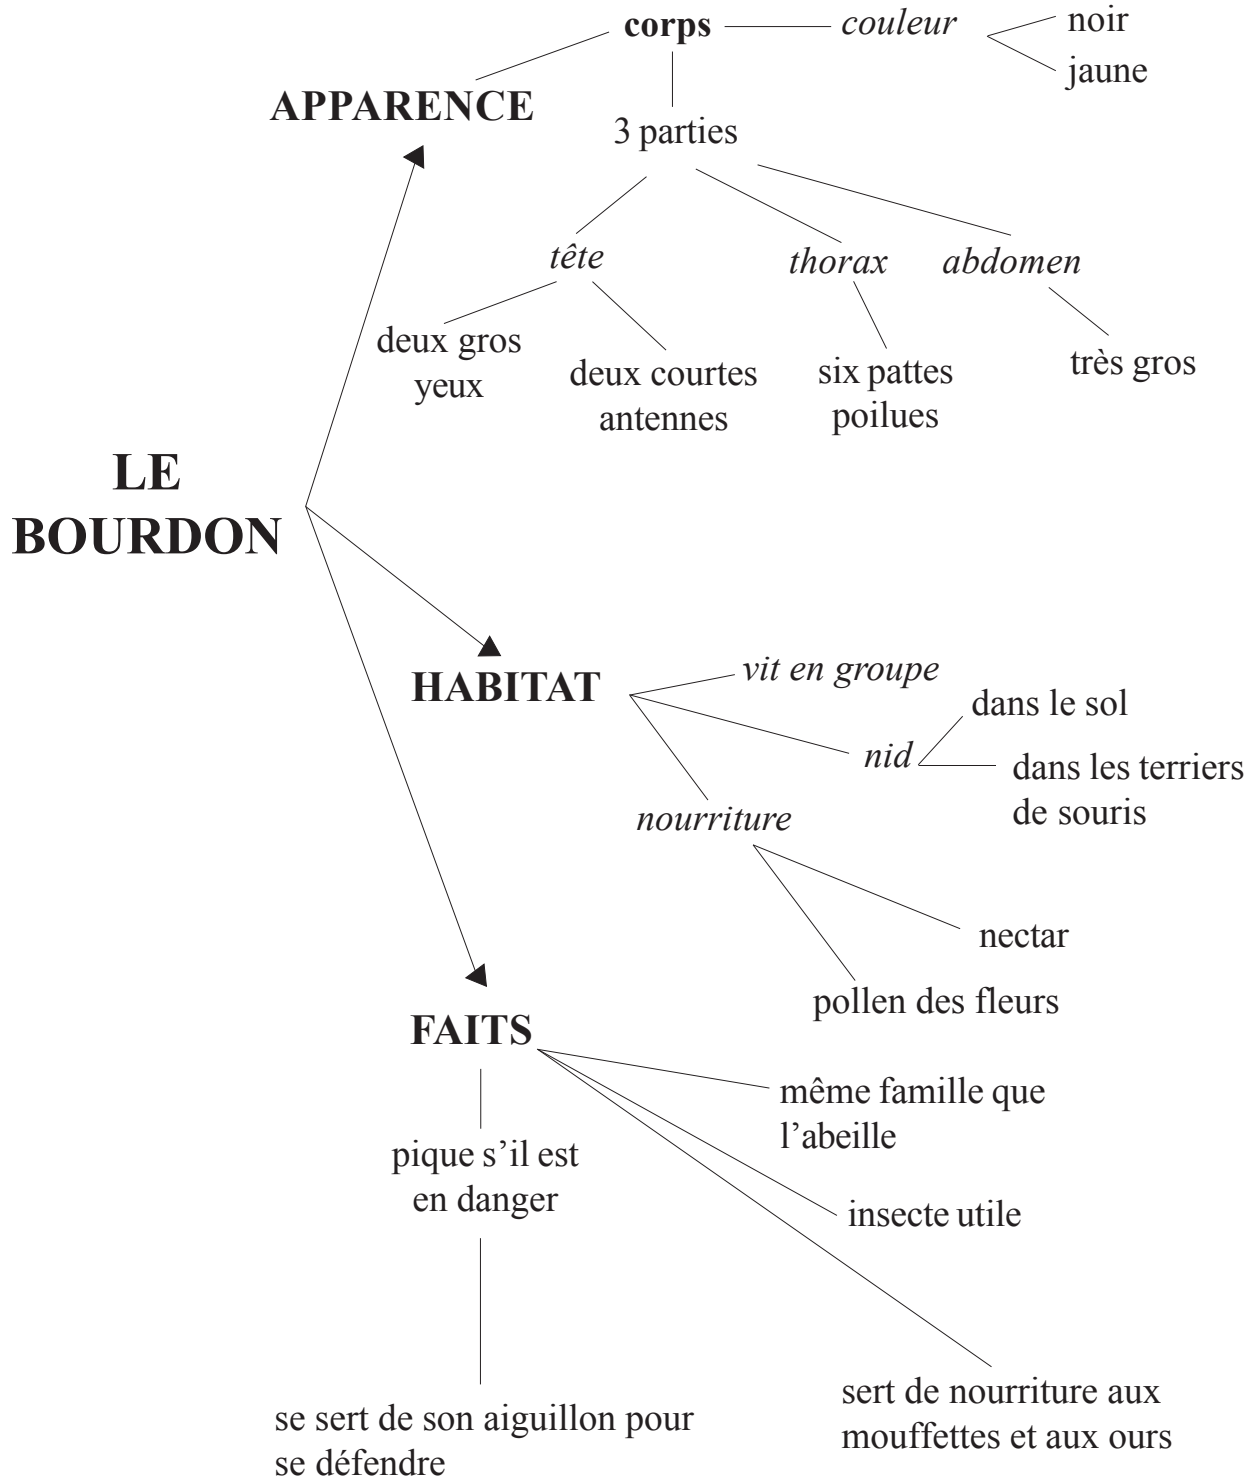 corps
couleur
noir
jaune
APPARENCE
3 parties
tête
thorax
abdomen
deux gros
yeux
deux courtes
antennes
six pattes
poilues
très gros
LE
BOURDON
HABITAT
vit en groupe
dans le sol
nid
dans les terriers
de souris
nourriture
nectar
pollen des fleurs
FAITS
même famille que
l’abeille
pique s’il est
en danger
insecte utile
sert de nourriture aux
mouffettes et aux ours
se sert de son aiguillon pour
se défendre